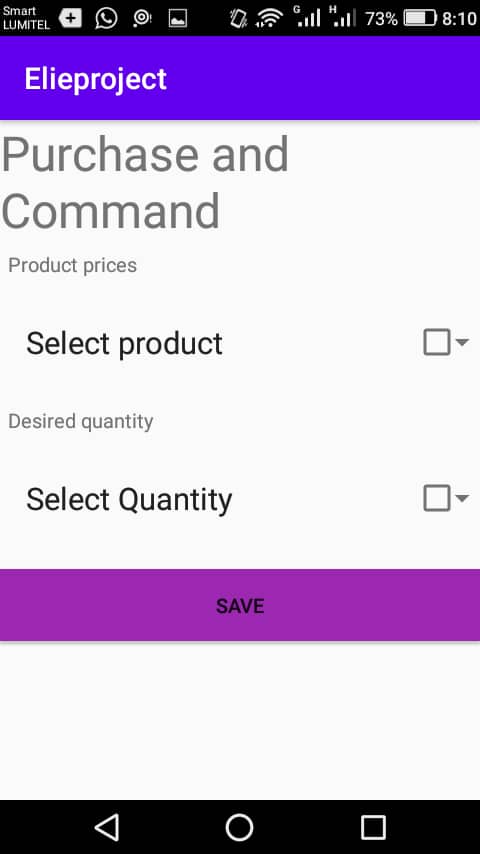 Smart
LUMITEL
G H 73% 8:10
Elieproject
Purchase and
Command
Product prices
Select product
Desired quantity
Select Quantity
SAVE